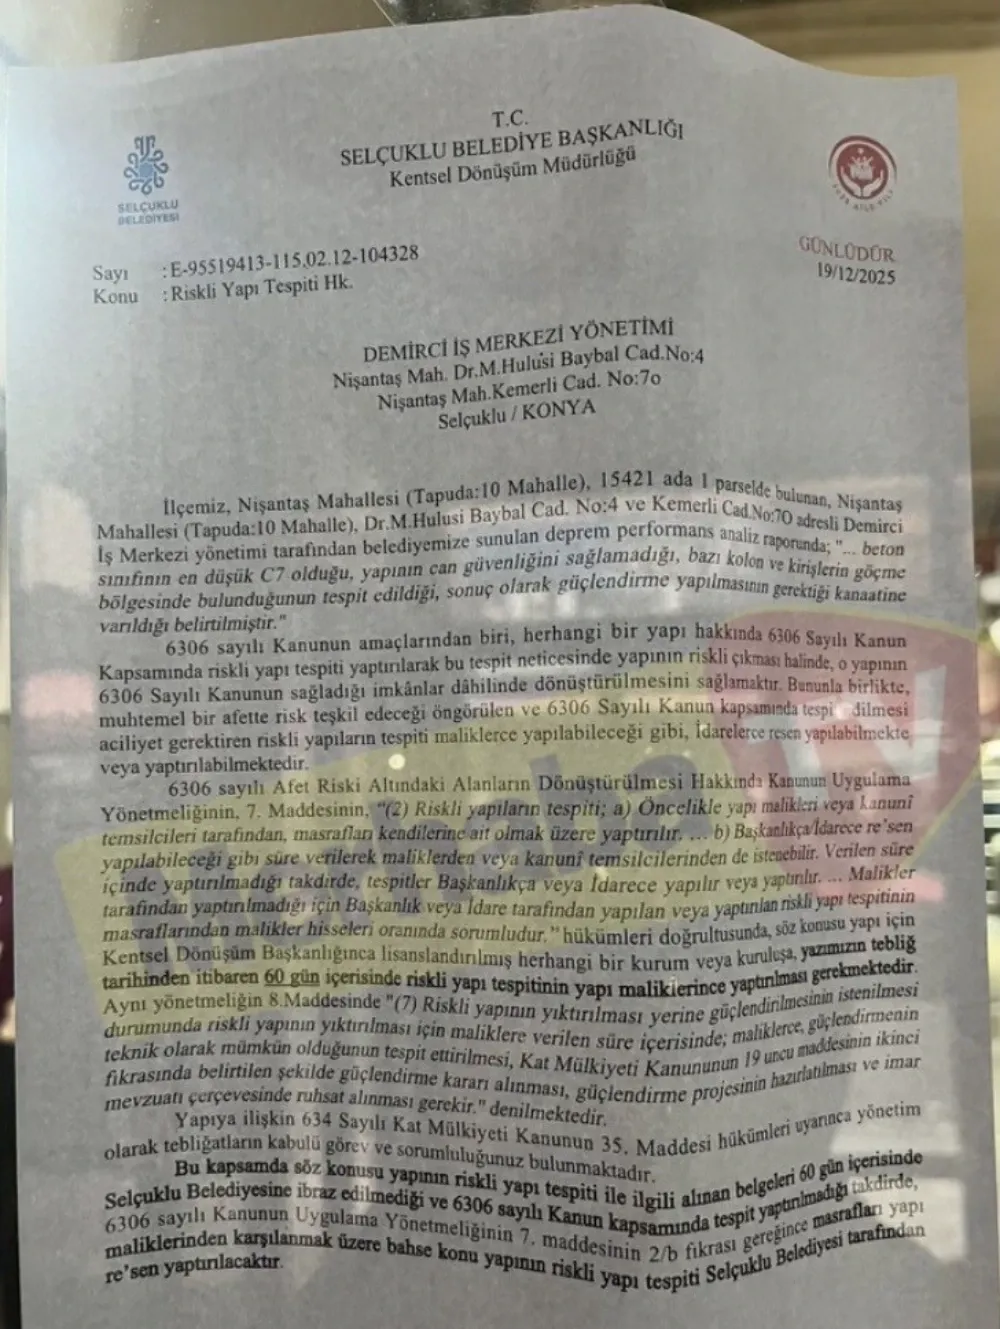 T.C.
SELÇUKLU BELEDİYE BAŞKANLIĞI
Kentsel Dönüşüm Müdürlüğü
SELÇUKLU
BELEDİYESİ
GÜNLÜDÜR
19/12/2025
Sayı : E-95519413-115.02.12-104328
Konu : Riskli Yapı Tespiti Hk.
DEMİRCİ İŞ MERKEZİ YÖNETİMİ
Nişantaş Mah. Dr.M.Hulusi Baybal Cad.No:4
Nişantaş Mah.Kemerli Cad. No:7o
Selçuklu / KONYA
İlçemiz, Nişantaş Mahallesi (Tapuda:10 Mahalle), 15421 ada 1 parselde bulunan, Nişantaş
Mahallesi (Tapuda:10 Mahalle), Dr.M.Hulusi Baybal Cad. No:4 ve Kemerli Cad.No:7O adresli Demirci
İş Merkezi yönetimi tarafından belediyemize sunulan deprem performans analiz raporunda; "... beton
sınıfının en düşük C7 olduğu, yapının can güvenliğini sağlamadığı, bazı kolon ve kirişlerin göçme
bölgesinde bulunduğunun tespit edildiği, sonuç olarak güçlendirme yapılmasının gerektiği kanaatine
varıldığı belirtilmiştir."
6306 sayılı Kanunun amaçlarından biri, herhangi bir yapı hakkında 6306 Sayılı Kanun
Kapsamında riskli yapı tespiti yaptırılarak bu tespit neticesinde yapının riskli çıkması halinde, o yapının
6306 Sayılı Kanunun sağladığı imkânlar dâhilinde dönüştürülmesini sağlamaktır. Bununla birlikte,
muhtemel bir afette risk teşkil edeceği öngörülen ve 6306 Sayılı Kanun kapsamında tespi dilmesi
aciliyet gerektiren riskli yapıların tespiti maliklerce yapılabileceği gibi, İdarelerce resen yapılabilmekte
veya yaptırılabilmektedir.
6306 sayılı Afet Riski Altındaki Alanların Dönüştürülmesi Hakkında Kanunun Uygulama
Yönetmeliğinin, 7. Maddesinin, "(2) Riskli yapıların tespiti; a) Öncelikle yapı malikleri veya kanunî
temsilcileri tarafından, masrafları kendilerine ait olmak üzere yaptırılır. ... b) Başkanlıkça/İdarece re'sen
yapılabileceği gibi süre verilerek maliklerden veya kanunî temsilcilerinden de istenebilir. Verilen süre
içinde yaptırılmadığı takdirde, tespitler Başkanlıkça veya İdarece yapılır veya yaptırılır. ... Malikler
tarafından yaptırılmadığı için Başkanlık veya İdare tarafından yapılan veya yaptırılan riskli yapı tespitinin
masraflarından malikler hisseleri oranında sorumludur." hükümleri doğrultusunda, söz konusu yapı için
Kentsel Dönüşüm Başkanlığınca lisanslandırılmış herhangi bir kurum veya kuruluşa, yazımızın tebliğ
tarihinden itibaren 60 gün içerisinde riskli yapı tespitinin yapı maliklerince yaptırılması gerekmektedir.
Aynı yönetmeliğin 8.Maddesinde "(7) Riskli yapının yıktırılması yerine güçlendirilmesinin istenilmesi
durumunda riskli yapının yıktırılması için maliklere verilen süre içerisinde; maliklerce, güçlendirmenin
teknik olarak mümkün olduğunun tespit ettirilmesi, Kat Mülkiyeti Kanununun 19 uncu maddesinin ikinci
fıkrasında belirtilen şekilde güçlendirme kararı alınması, güçlendirme projesinin hazırlatılması ve imar
mevzuatı çerçevesinde ruhsat alınması gerekir." denilmektedir.
Yapıya ilişkin 634 Sayılı Kat Mülkiyeti Kanunun 35. Maddesi hükümleri uyarınca yönetim
olarak tebliğatların kabulü görev ve sorumluluğunuz bulunmaktadır.
Bu kapsamda söz konusu yapının riskli yapı tespiti ile ilgili alınan belgeleri 60 gün içerisinde
Selçuklu Belediyesine ibraz edilmediği ve 6306 sayılı Kanun kapsamında tespit yaptırılmadığı takdirde,
6306 sayılı Kanunun Uygulama Yönetmeliğinin 7. maddesinin 2/b fıkrası gereğince masrafları yapı
maliklerinden karşılanmak üzere bahse konu yapının riskli yapı tespiti Selçuklu Belediyesi tarafından
re'sen yaptırılacaktır.